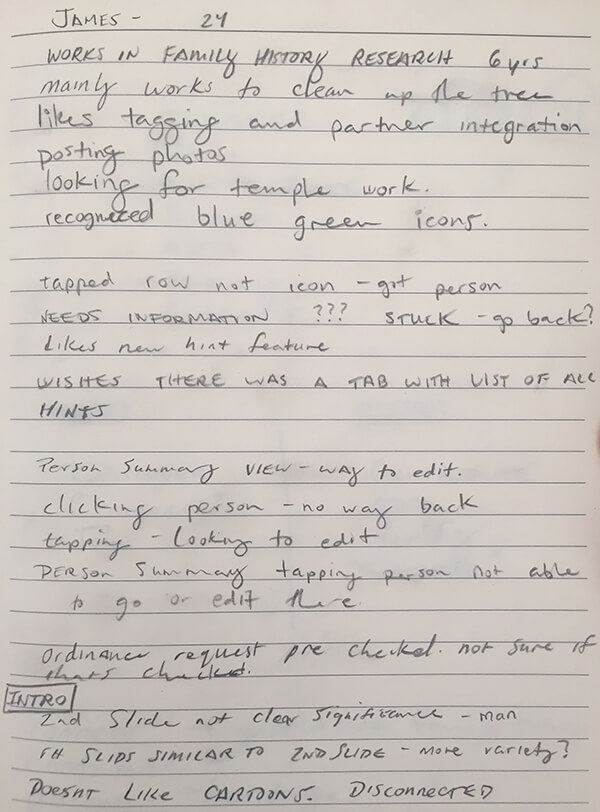 JAMES - 24
WORKS IN FAMILY HISTORY RESEARCH 6 yrs
mainly works to clean up the tree
likes tagging and partner integration
posting photos
looking for temple work.
recognized blue green icons.
tapped row not icon - got person
NEEDS INFORMATION ??? STUCK - go back?
Likes new hint feature
WISHES THERE WAS A TAB WITH LIST OF ALL
HINTS
Person Summary VIEW - WAY to edit.
clicking person - no way back
tapping - Looking to edit
PERSON Summary tapping person not able
to go or edit there.
Ordinance request pre checked. not sure if
thats checked.
INTRO
2nd Slide not clear significance - man
SLIDS SIMILAR TO 2ND SLIDE - MORE VARIETY?
DOESNT LIKE CARTOONS. DISCONNECTED